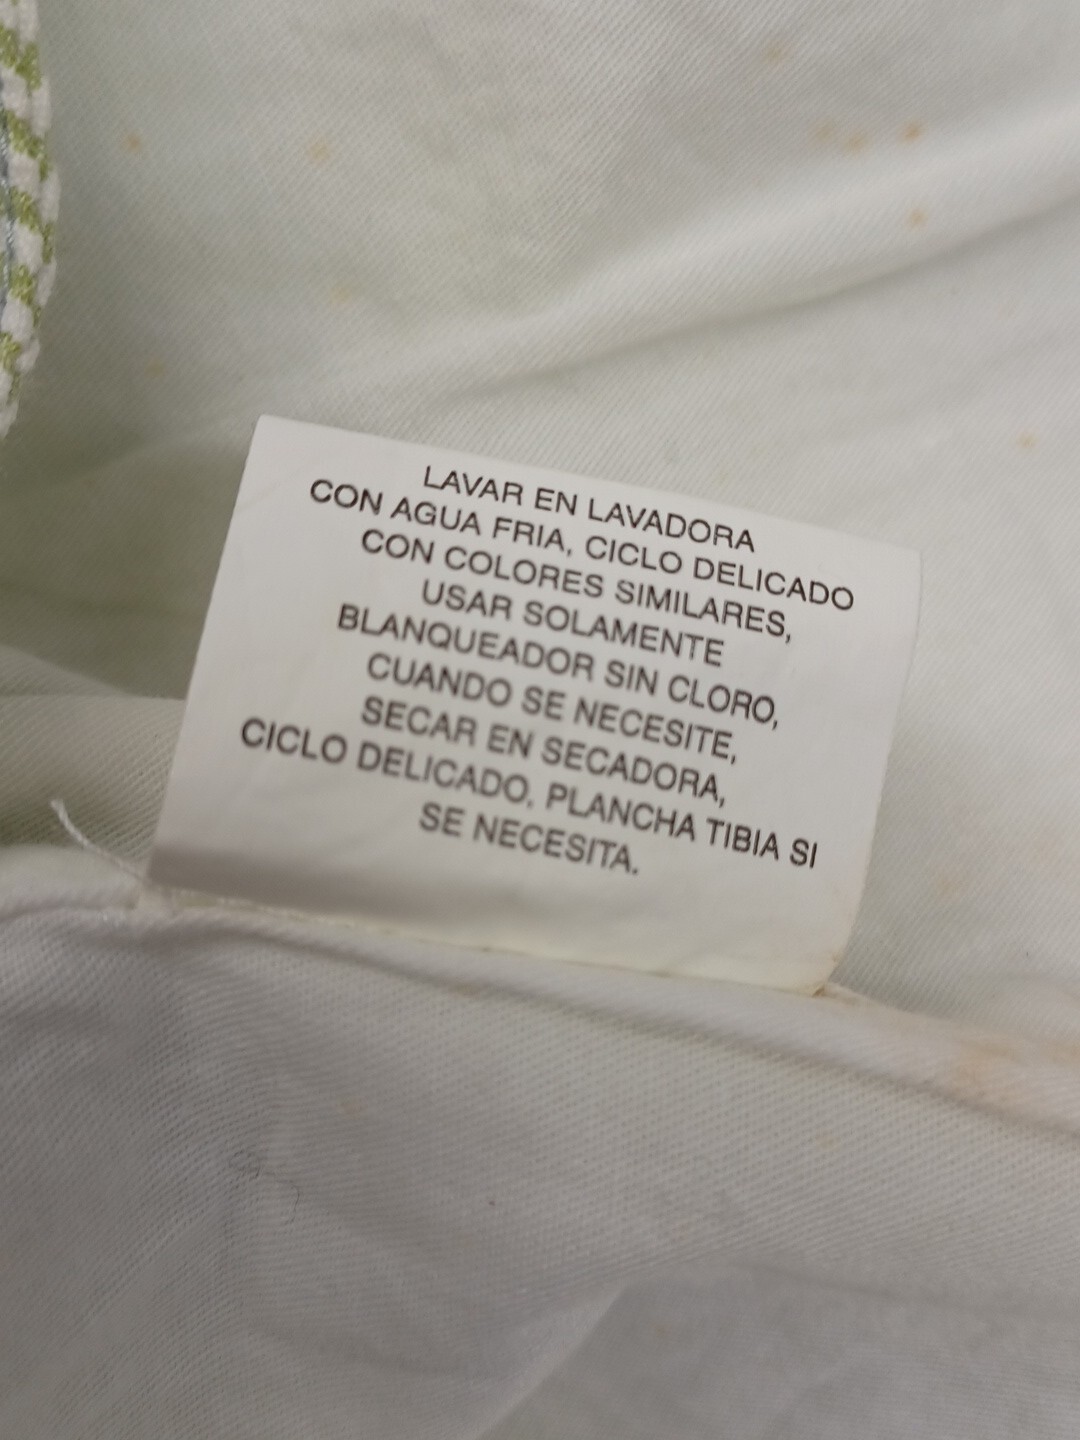 LAVAR EN LAVADORA
CON AGUA FRIA, CICLO DELICADO
CON COLORES SIMILARES,
USAR SOLAMENTE
BLANQUEADOR SIN CLORO,
CUANDO SE NECESITE,
SECAR EN SECADORA,
CICLO DELICADO. PLANCHA TIBIA SI
SE NECESITA.